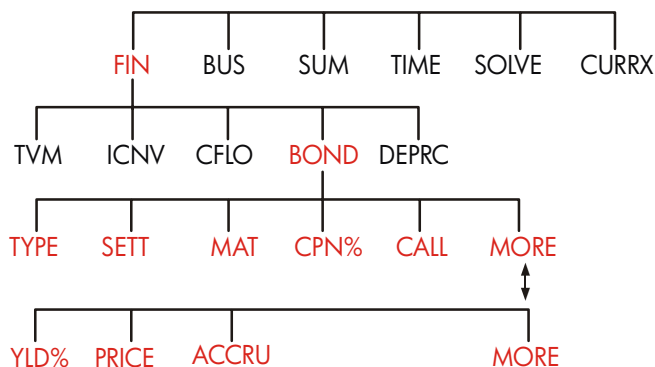 FIN BUS SUM TIME SOLVE CURRX
TVM ICNV CFLO BOND DEPRC
TYPE SETT MAT CPN% CALL MORE
YLD% PRICE ACCRU MORE